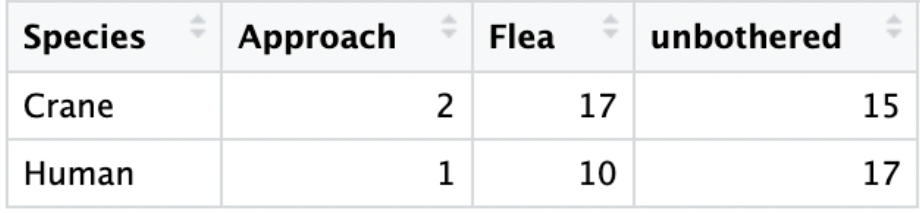 Species Approach Flea unbothered
Crane 2 17 15
Human 1 10 17